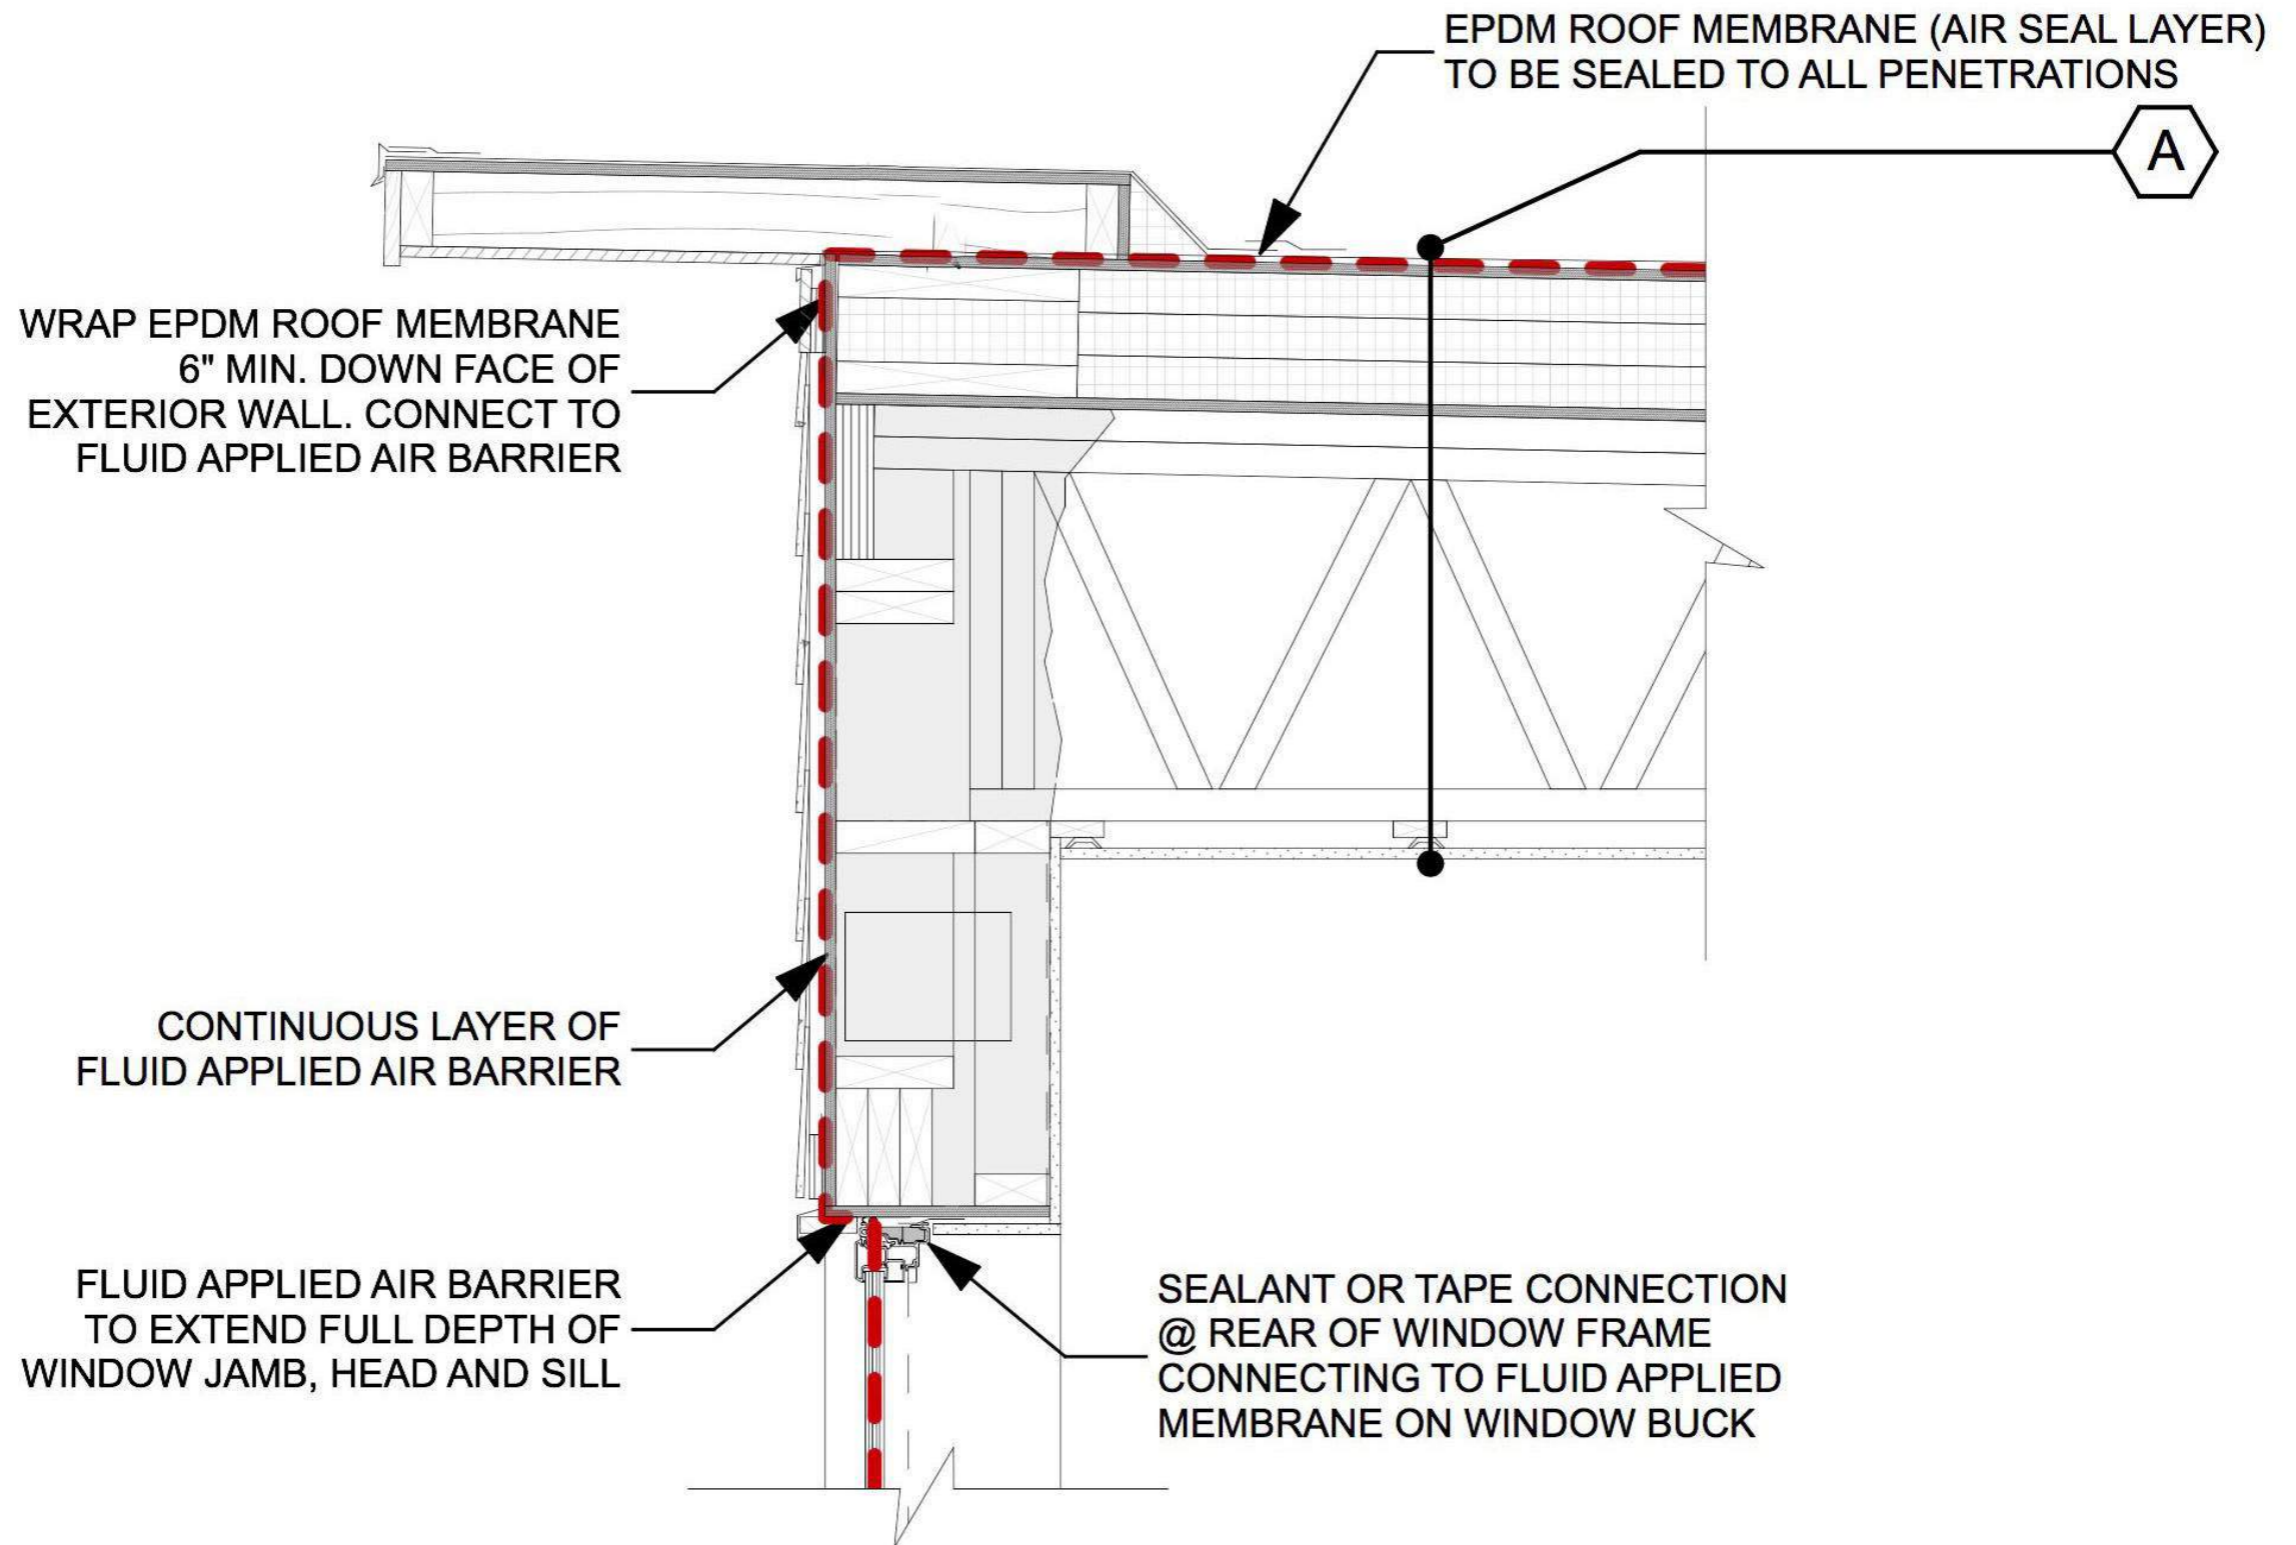 EPDM ROOF MEMBRANE (AIR SEAL LAYER)
TO BE SEALED TO ALL PENETRATIONS
A
WRAP EPDM ROOF MEMBRANE
6" MIN. DOWN FACE OF
EXTERIOR WALL. CONNECT TO
FLUID APPLIED AIR BARRIER
CONTINUOUS LAYER OF
FLUID APPLIED AIR BARRIER
FLUID APPLIED AIR BARRIER
TO EXTEND FULL DEPTH OF
WINDOW JAMB, HEAD AND SILL
SEALANT OR TAPE CONNECTION
@ REAR OF WINDOW FRAME
CONNECTING TO FLUID APPLIED
MEMBRANE ON WINDOW BUCK